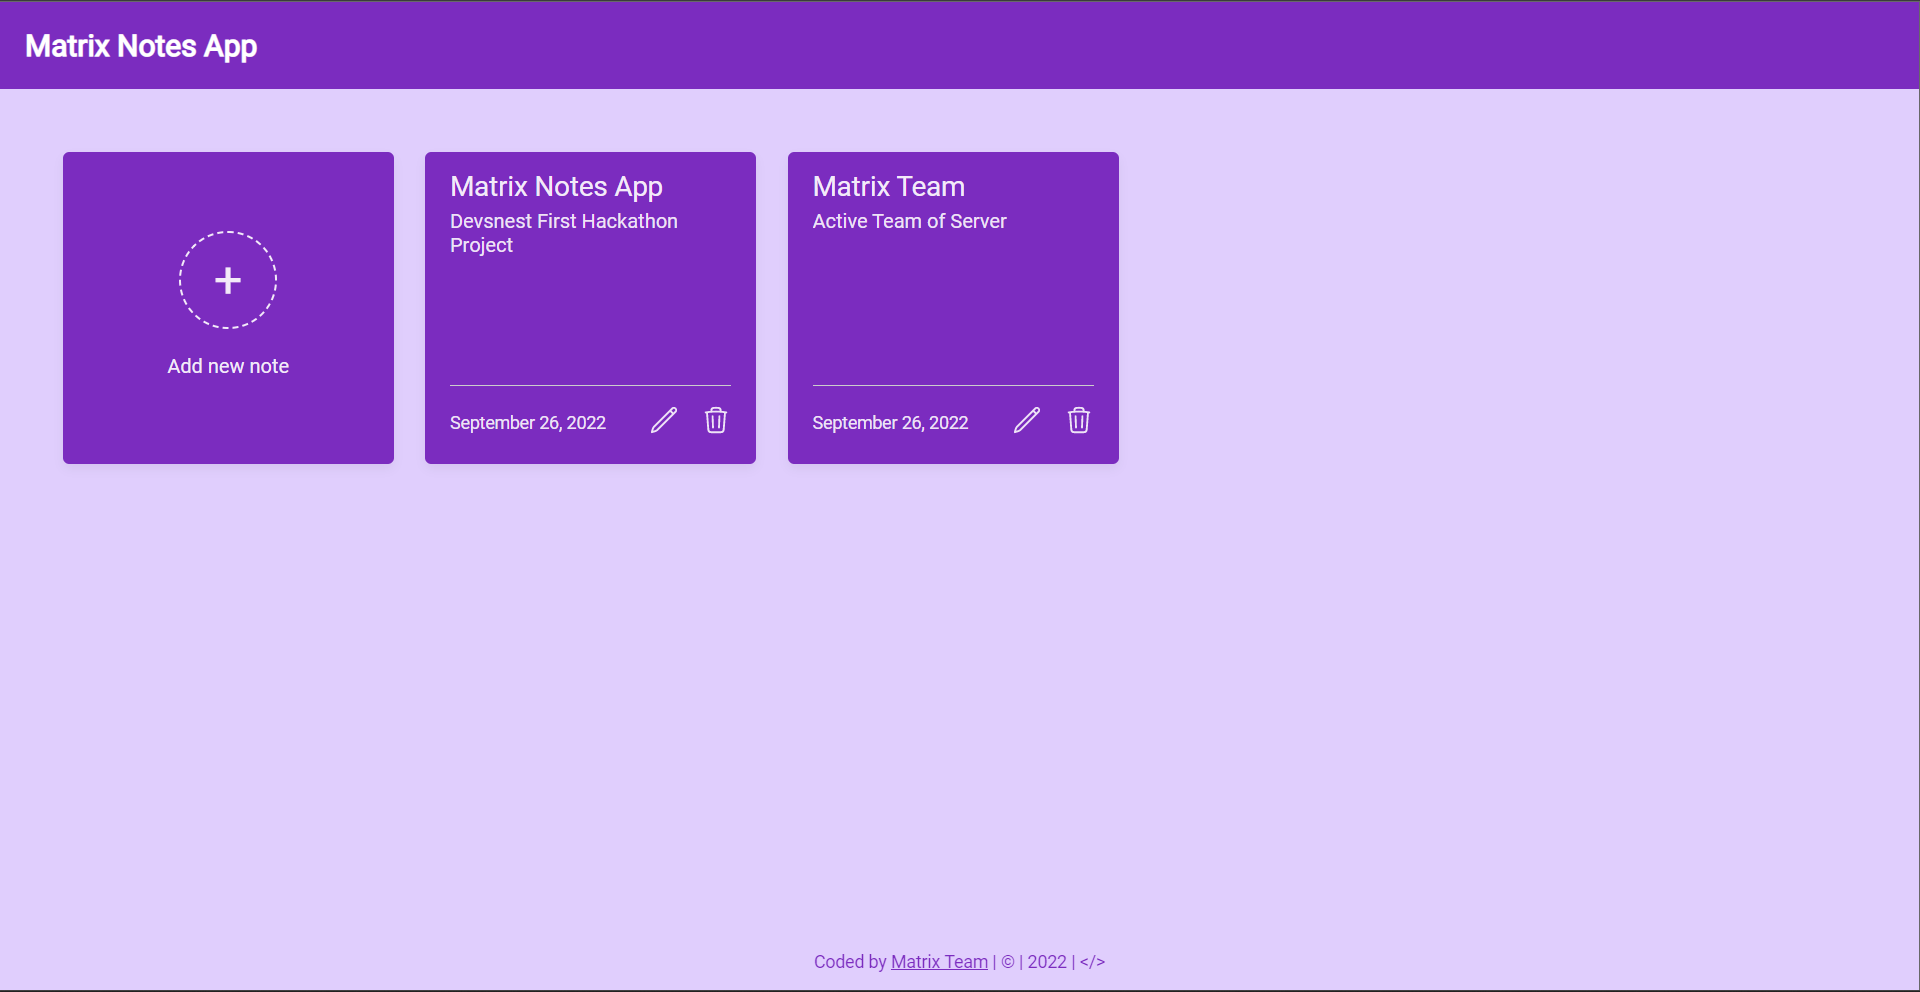 Matrix Notes App
Add new note
Matrix Notes App
Devsnest First Hackathon
Project
September 26, 2022
Matrix Team
Active Team of Server
September 26, 2022
Coded by Matrix Team | © | 2022 | </>